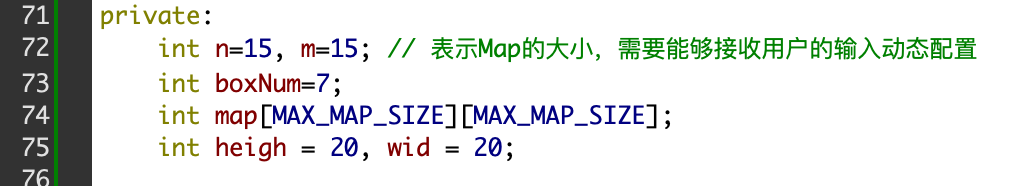 71 private:
72 int n=15, m=15; // 表示Map的大小，需要能够接收用户的输入动态配置
73 int boxNum=7;
74 int map[MAX_MAP_SIZE][MAX_MAP_SIZE];
75 int heigh = 20, wid = 20;
76